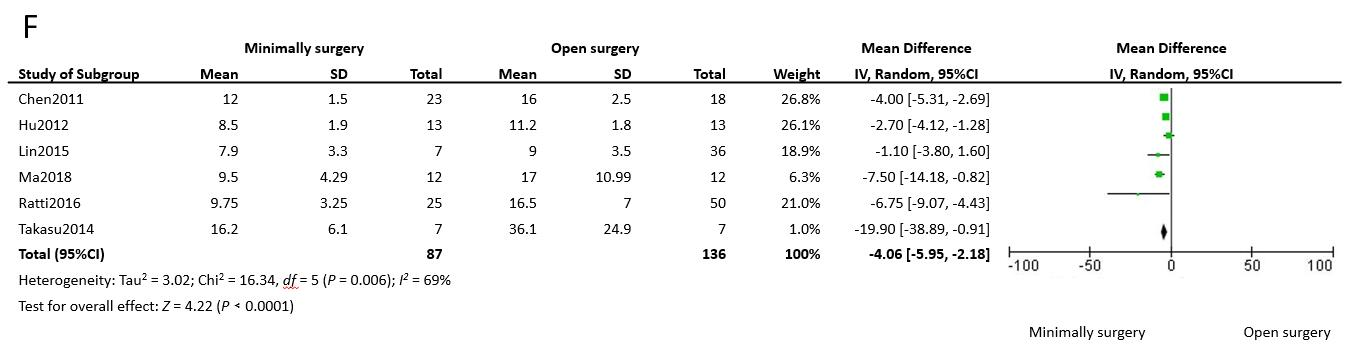 F
Minimally surgery Open surgery Mean Difference Mean Difference
Study of Subgroup Mean SD Total Mean SD Total Weight IV, Random, 95%CI IV, Random, 95%CI
Chen2011 12 1.5 23 16 2.5 18 26.8% -4.00 [-5.31, -2.69]
Hu2012 8.5 1.9 13 11.2 1.8 13 26.1% -2.70 [-4.12, -1.28]
Lin2015 7.9 3.3 7 9 3.5 36 18.9% -1.10 [-3.80, 1.60]
Ma2018 9.5 4.29 12 17 10.99 12 6.3% -7.50 [-14.18, -0.82]
Ratti2016 9.75 3.25 25 16.5 7 50 21.0% -6.75 [-9.07, -4.43]
Takasu2014 16.2 6.1 7 36.1 24.9 7 1.0% -19.90 [-38.89, -0.91]
Total (95%CI) 87 136 100% -4.06 [-5.95, -2.18]
-100 -50 0 50 100
Heterogeneity: Tau² = 3.02; Chi² = 16.34, df = 5 (P = 0.006); I² = 69%
Test for overall effect: Z = 4.22 (P < 0.0001)
Minimally surgery Open surgery